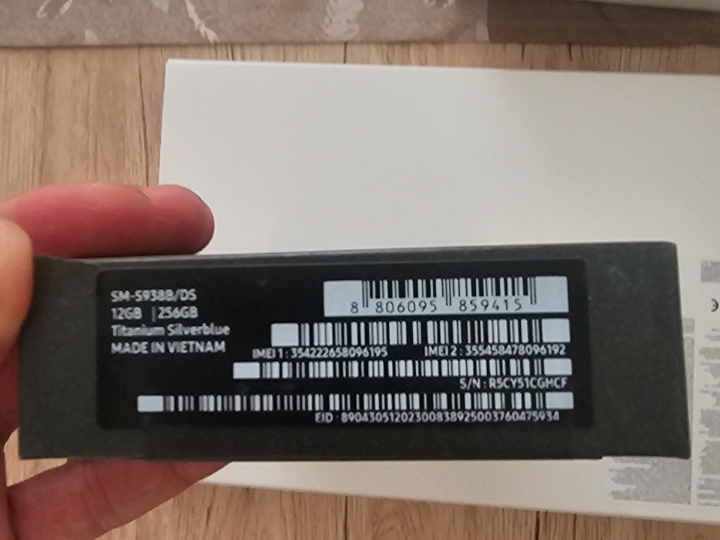 SM-S938B/DS
12GB | 256GB
Titanium Silverblue
MADE IN VIETNAM
8 806095 859415
IMEI 1 : 354222658096195 IMEI 2 : 355458478096192
S/N : R5CY51CGHCF
EID : 89043051202300838925003760475934